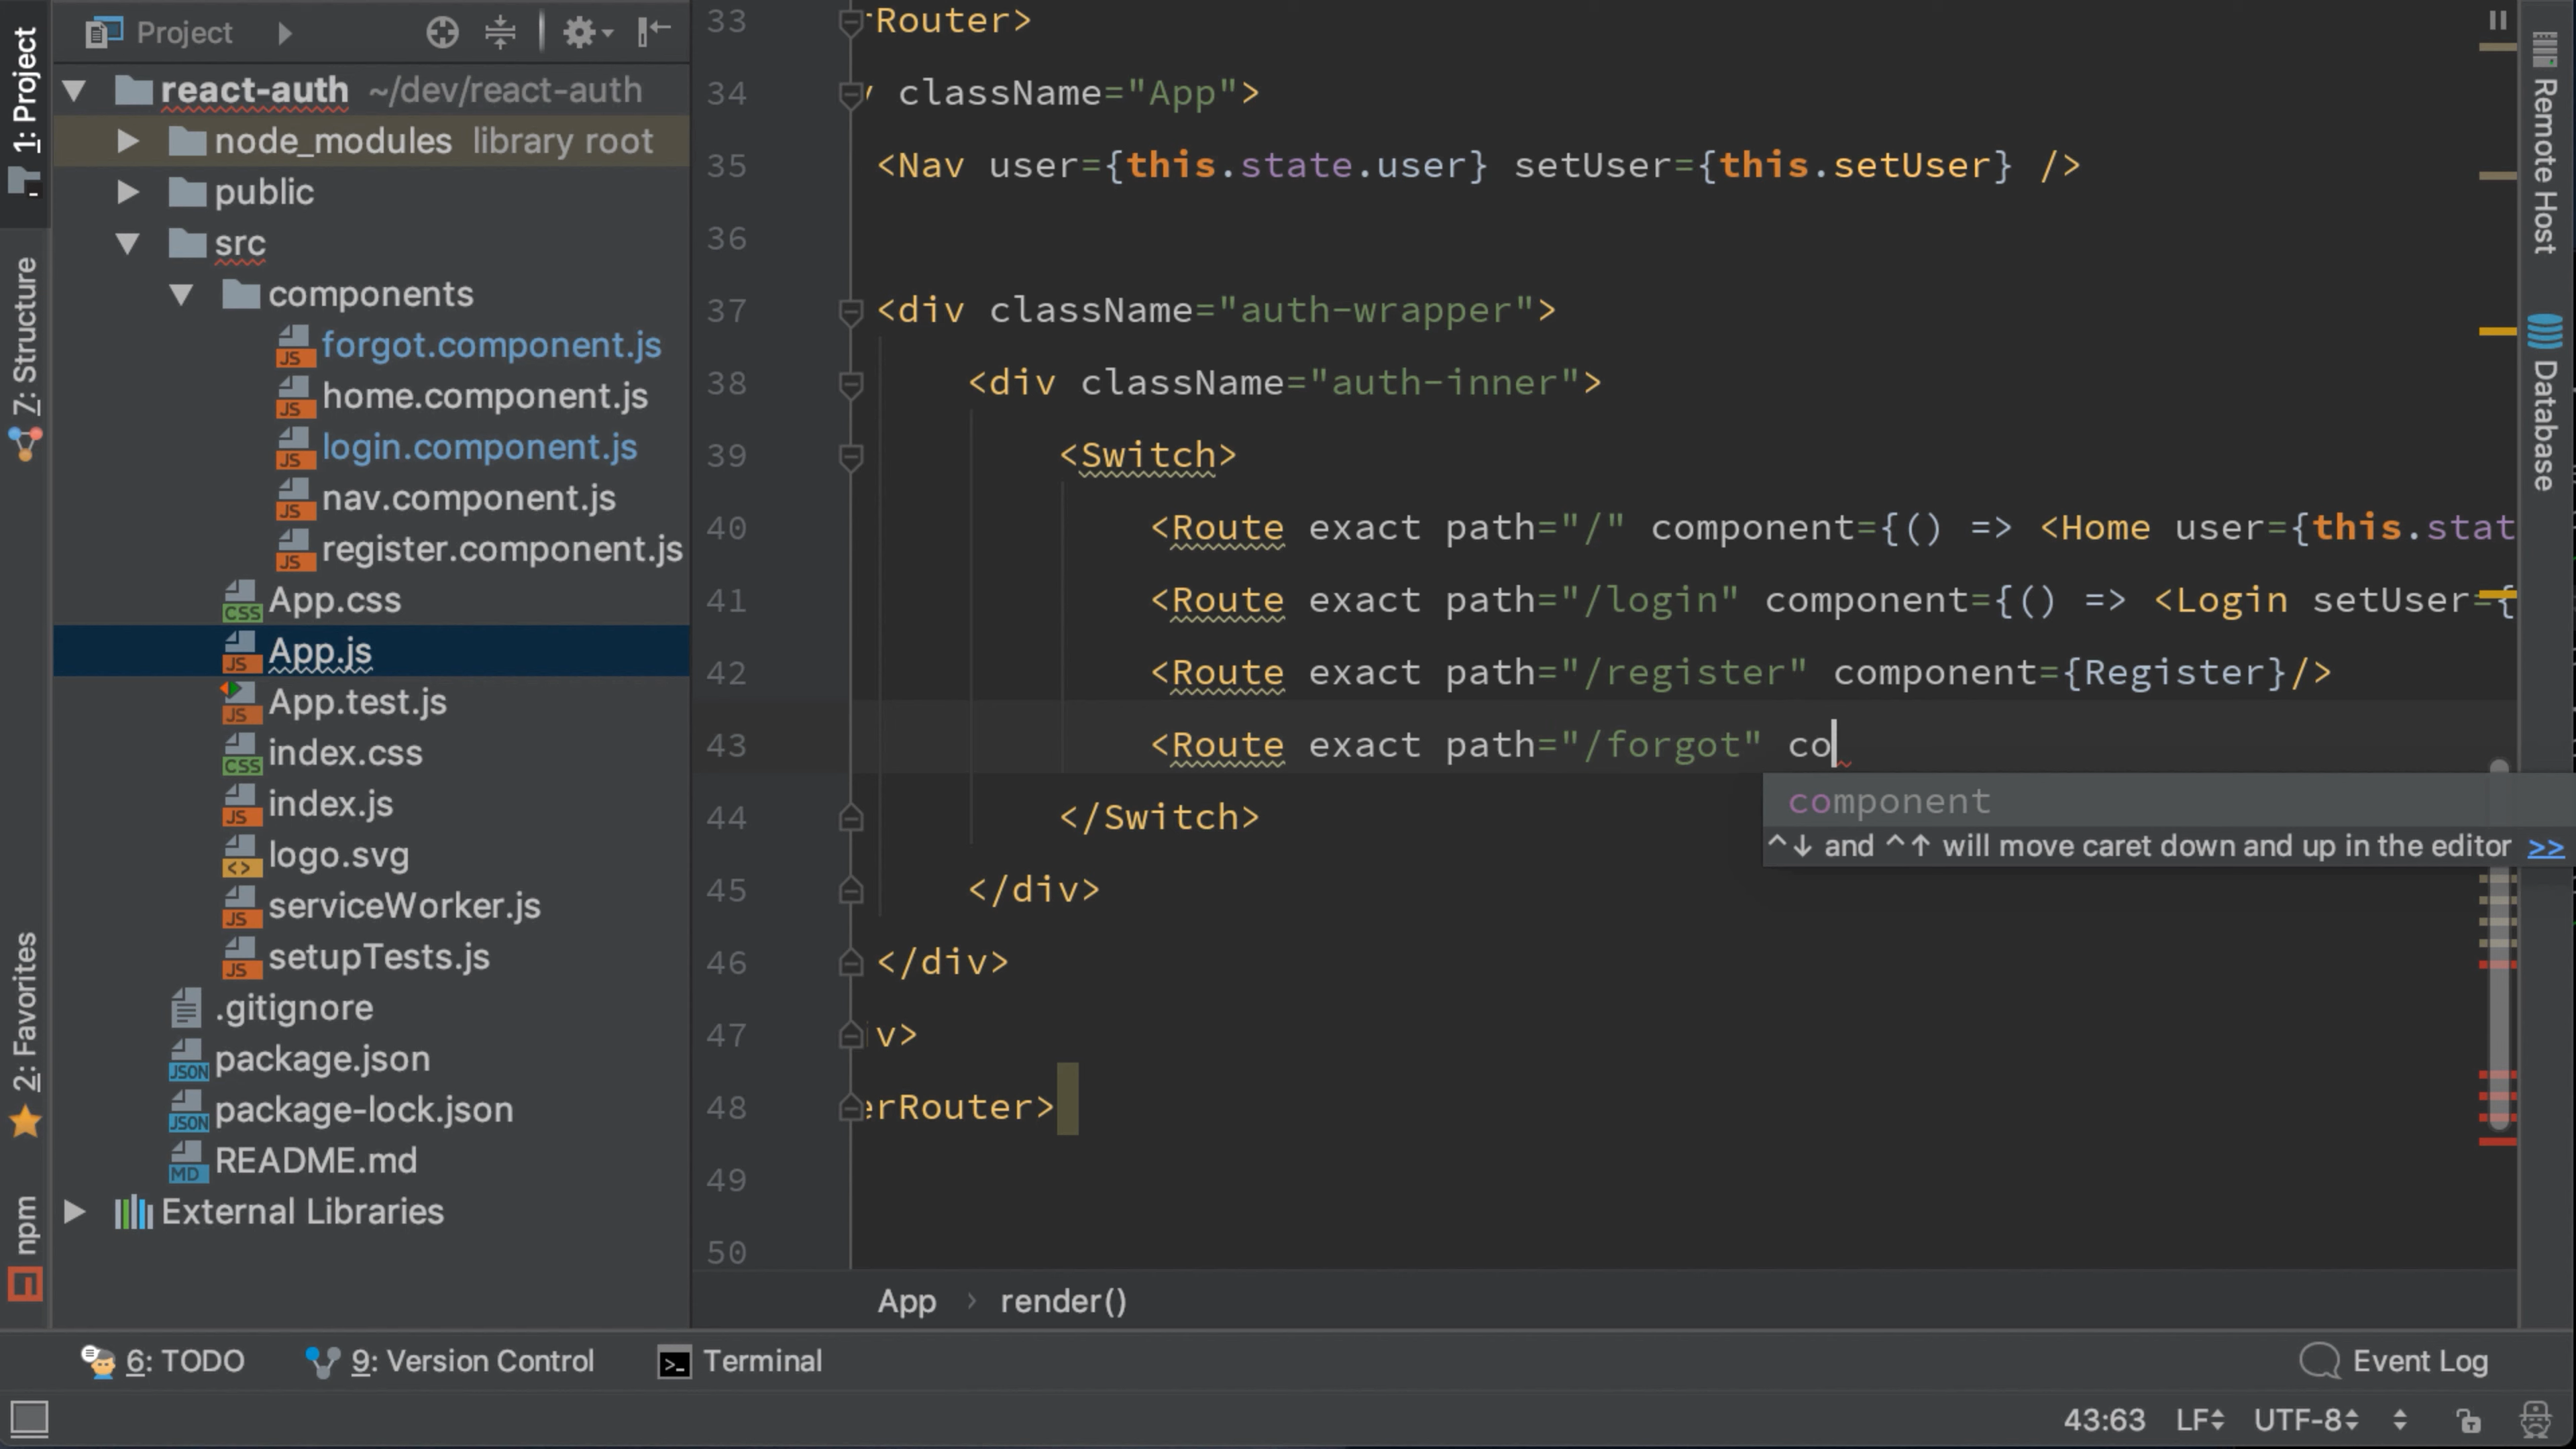 1: Project
7: Structure
2: Favorites
npm
Project
react-auth ~/dev/react-auth
node_modules library root
public
src
components
forgot.component.js
home.component.js
login.component.js
nav.component.js
register.component.js
App.css
App.js
App.test.js
index.css
index.js
logo.svg
serviceWorker.js
setupTests.js
.gitignore
package.json
package-lock.json
README.md
External Libraries
33 rRouter>
34 v className="App">
35 <Nav user={this.state.user} setUser={this.setUser} />
36
37 <div className="auth-wrapper">
38 <div className="auth-inner">
39 <Switch>
40 <Route exact path="/" component={() => <Home user={this.stat
41 <Route exact path="/login" component={() => <Login setUser={
42 <Route exact path="/register" component={Register}/>
43 <Route exact path="/forgot" co
component
^↓ and ^↑ will move caret down and up in the editor >>
44 </Switch>
45 </div>
46 </div>
47 v>
48 erRouter>
49
50
App › render()
Remote Host
Database
6: TODO
9: Version Control
Terminal
Event Log
43:63 LF UTF-8